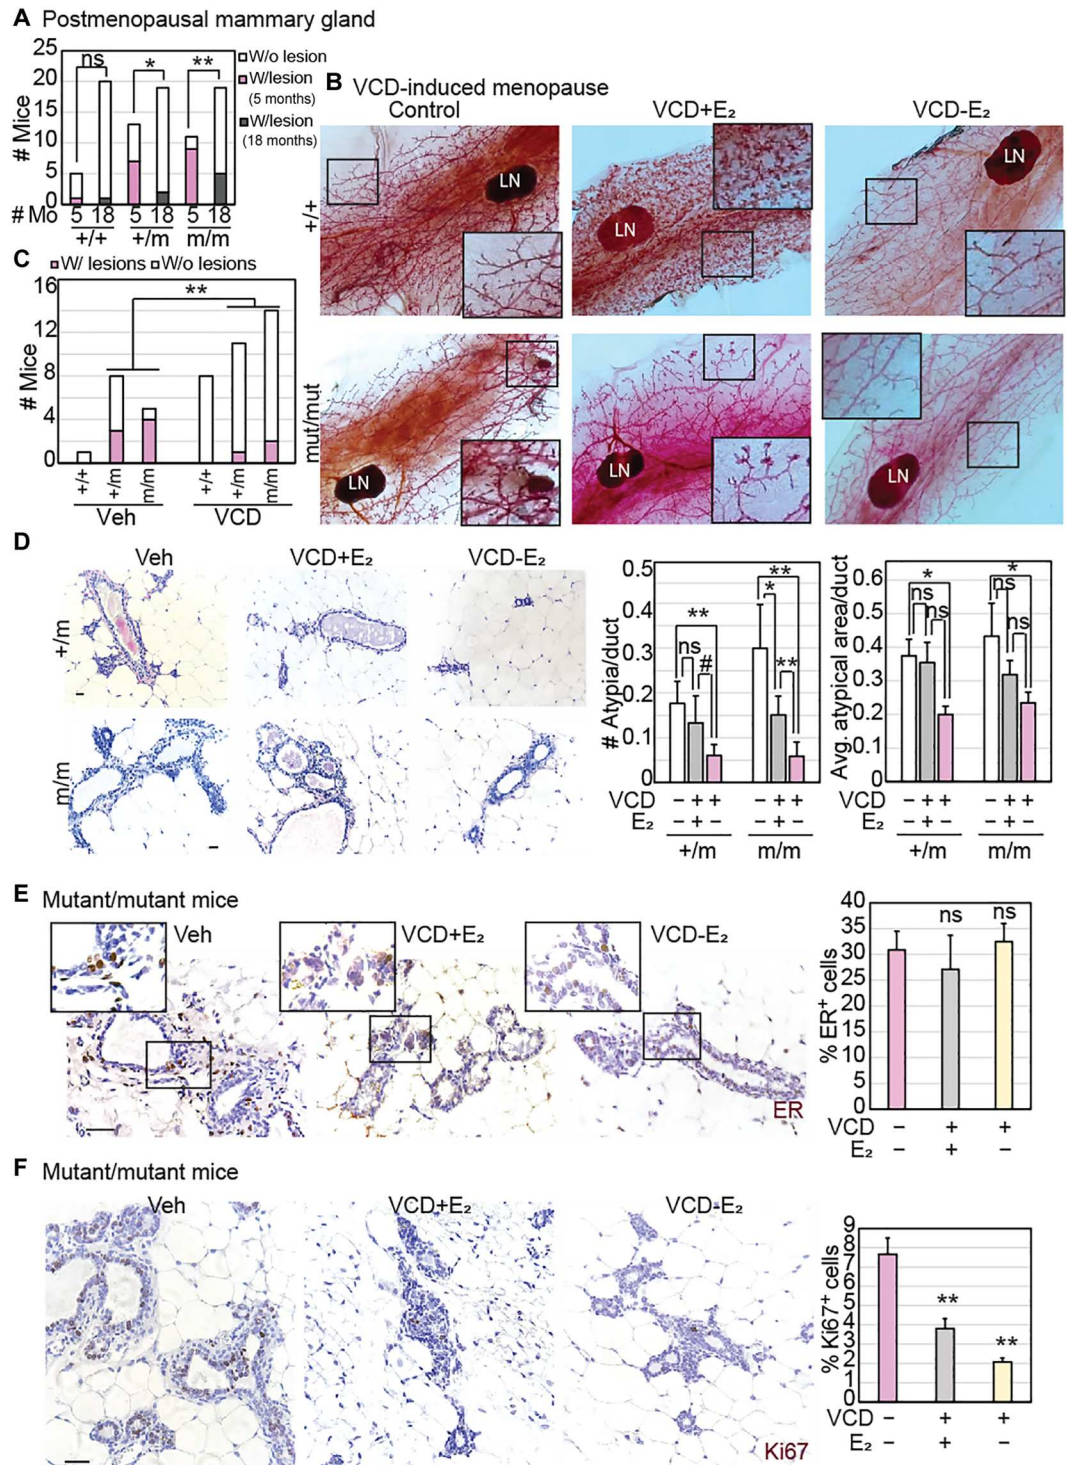 A Postmenopausal mammary gland
25
20
15
10
5
0
# Mice
ns
*
**
W/o lesion
W/lesion
(5 months)
W/lesion
(18 months)
# Mo 5 18 5 18 5 18
+/+ +/m m/m
B VCD-induced menopause
Control VCD+E₂ VCD-E₂
+/+
LN
LN
LN
mut/mut
LN
LN
LN
C
W/ lesions W/o lesions
16
12
8
4
0
# Mice
**
+/+ +/m m/m +/+ +/m m/m
Veh VCD
D
Veh VCD+E₂ VCD-E₂
+/m
m/m
# Atypia/duct
0.5
0.4
0.3
0.2
0.1
0
**
ns
#
**
*
**
VCD − + + − + +
E₂ − + − − + −
+/m m/m
Avg. atypical area/duct
0.6
0.5
0.4
0.3
0.2
0.1
0
*
ns
ns
*
ns
ns
VCD − + + − + +
E₂ − + − − + −
+/m m/m
E Mutant/mutant mice
Veh VCD+E₂ VCD-E₂
ER
% ER⁺ cells
40
35
30
25
20
15
10
5
0
ns
ns
VCD − + +
E₂ − + −
F Mutant/mutant mice
Veh VCD+E₂ VCD-E₂
Ki67
% Ki67⁺ cells
9
8
7
6
5
4
3
2
1
0
**
**
VCD − + +
E₂ − + −